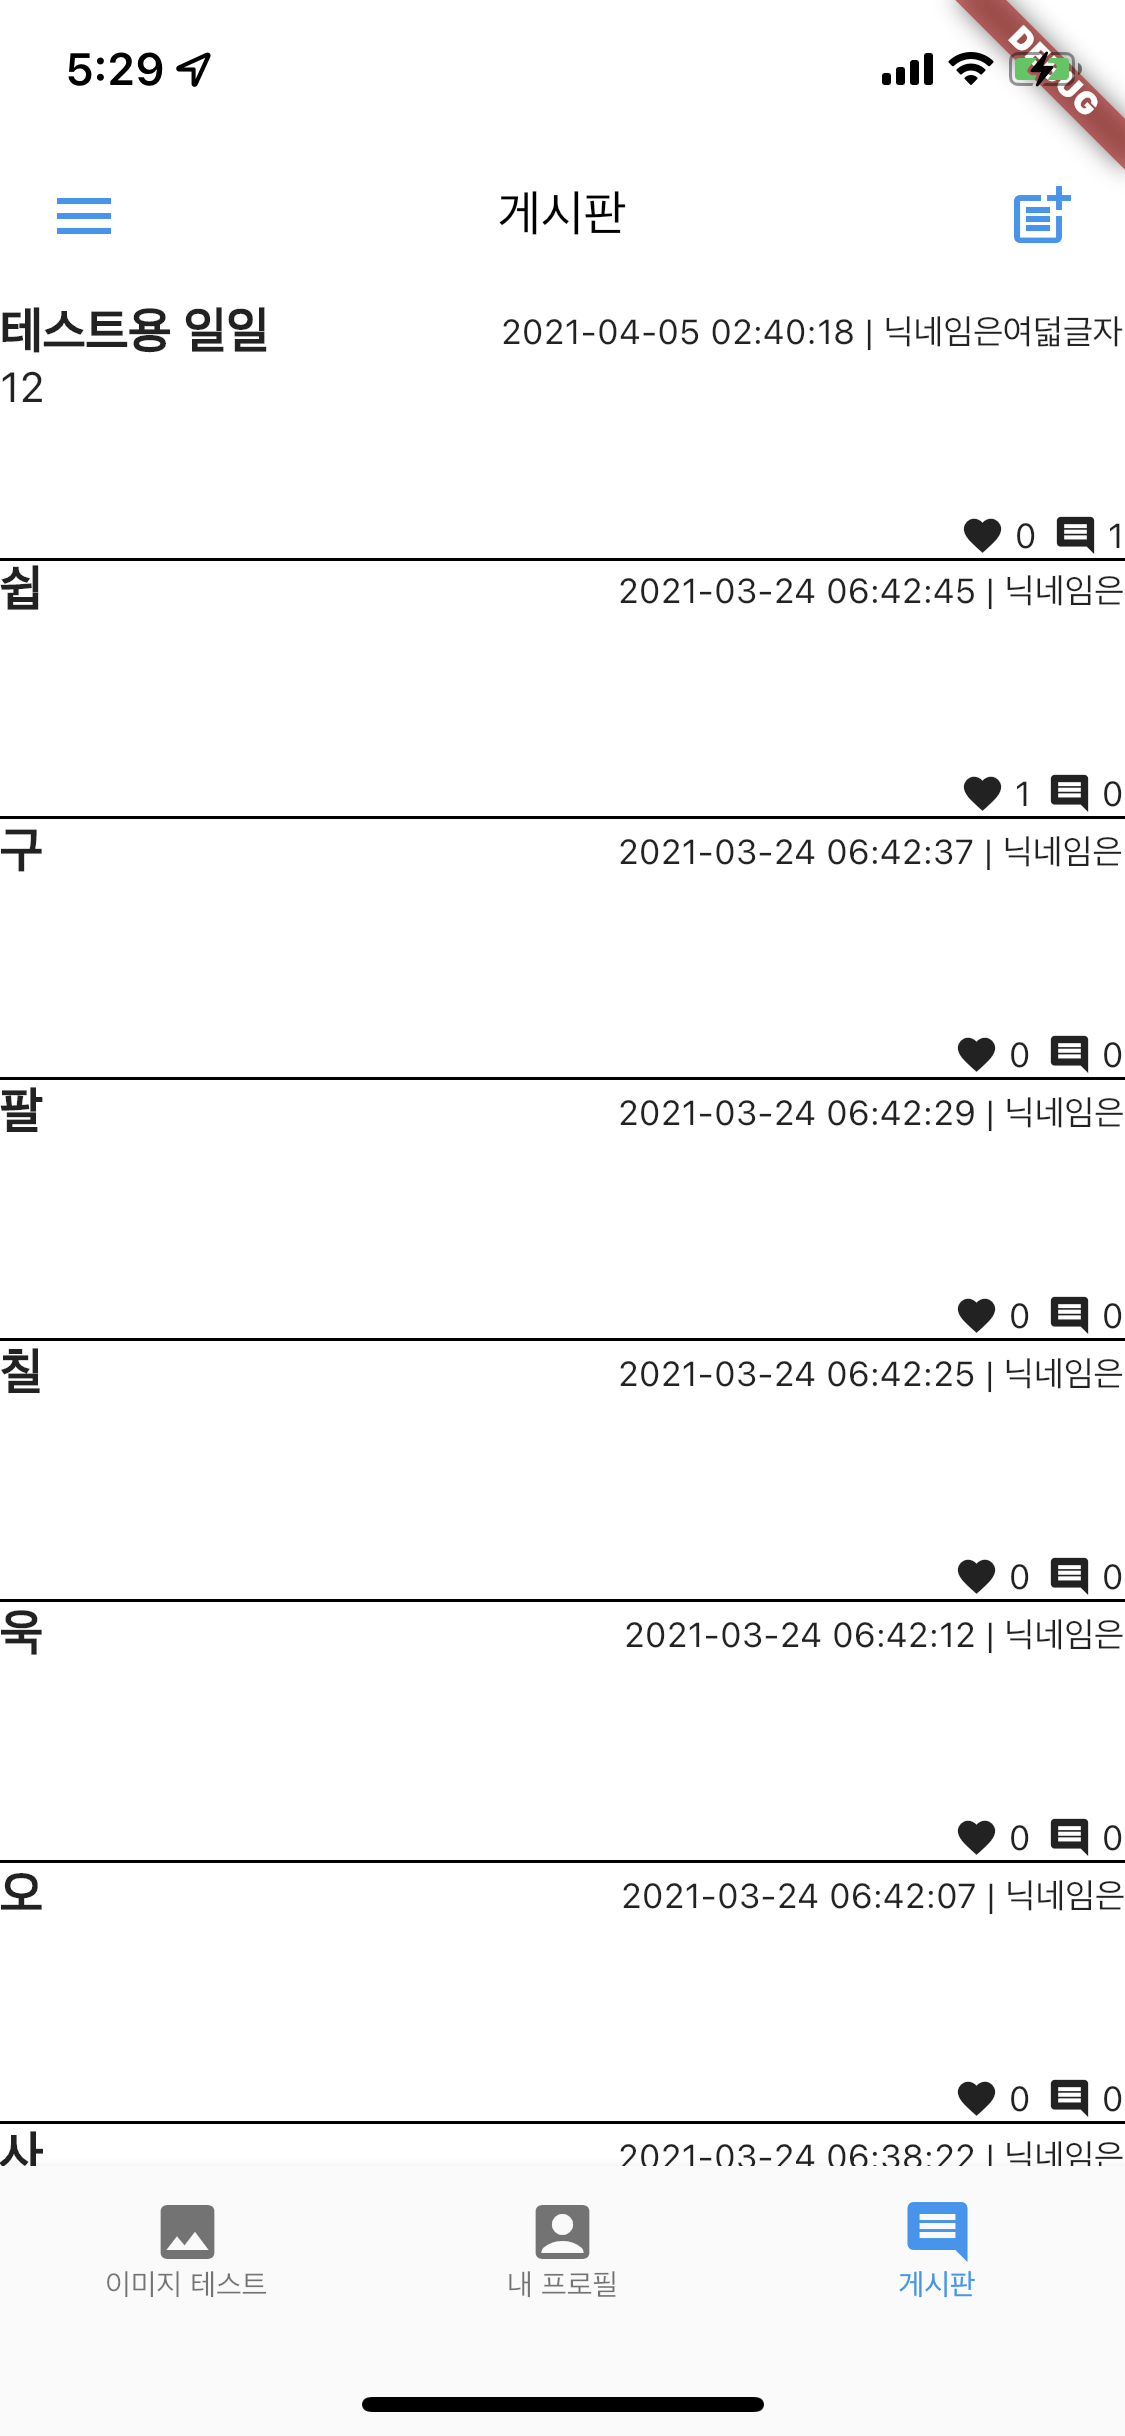 5:29
DEBUG
게시판
테스트용 일일 2021-04-05 02:40:18 | 닉네임은여덟글자
12
0 1
쉽 2021-03-24 06:42:45 | 닉네임은
1 0
구 2021-03-24 06:42:37 | 닉네임은
0 0
팔 2021-03-24 06:42:29 | 닉네임은
0 0
칠 2021-03-24 06:42:25 | 닉네임은
0 0
욱 2021-03-24 06:42:12 | 닉네임은
0 0
오 2021-03-24 06:42:07 | 닉네임은
0 0
사 2021-03-24 06:38:22 | 닉네임은
이미지 테스트 내 프로필 게시판